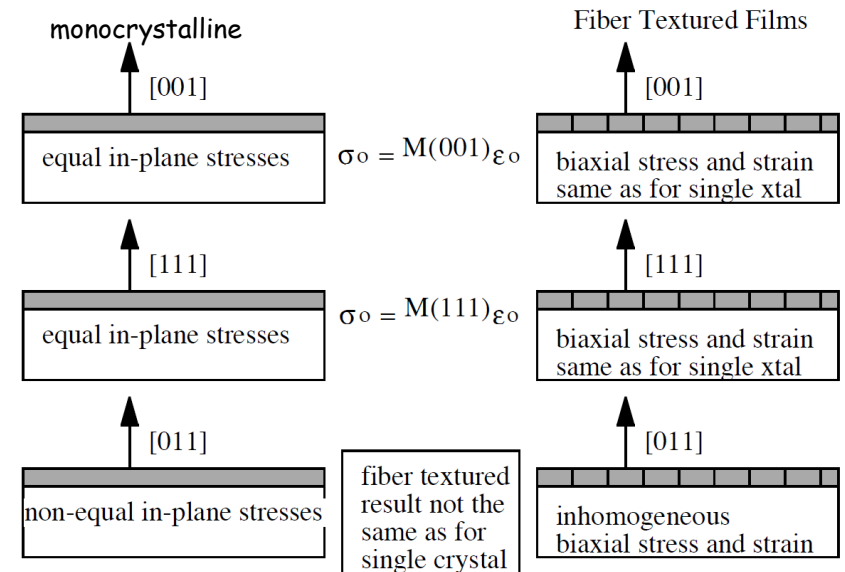 monocrystalline
Fiber Textured Films
[001]
[001]
equal in-plane stresses
σo = M(001)εo
biaxial stress and strain
same as for single xtal
[111]
[111]
equal in-plane stresses
σo = M(111)εo
biaxial stress and strain
same as for single xtal
[011]
[011]
non-equal in-plane stresses
fiber textured
result not the
same as for
single crystal
inhomogeneous
biaxial stress and strain